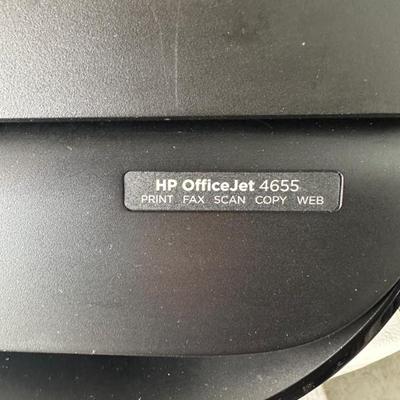 HP OfficeJet 4655
PRINT FAX SCAN COPY WEB